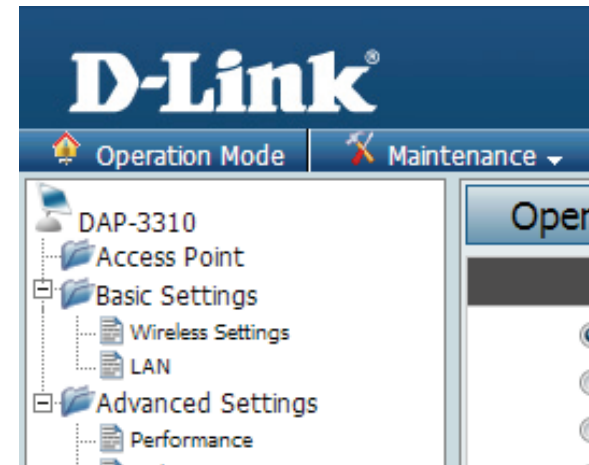 D-Link®
Operation Mode Maintenance
DAP-3310 Oper
Access Point
Basic Settings
Wireless Settings
LAN
Advanced Settings
Performance